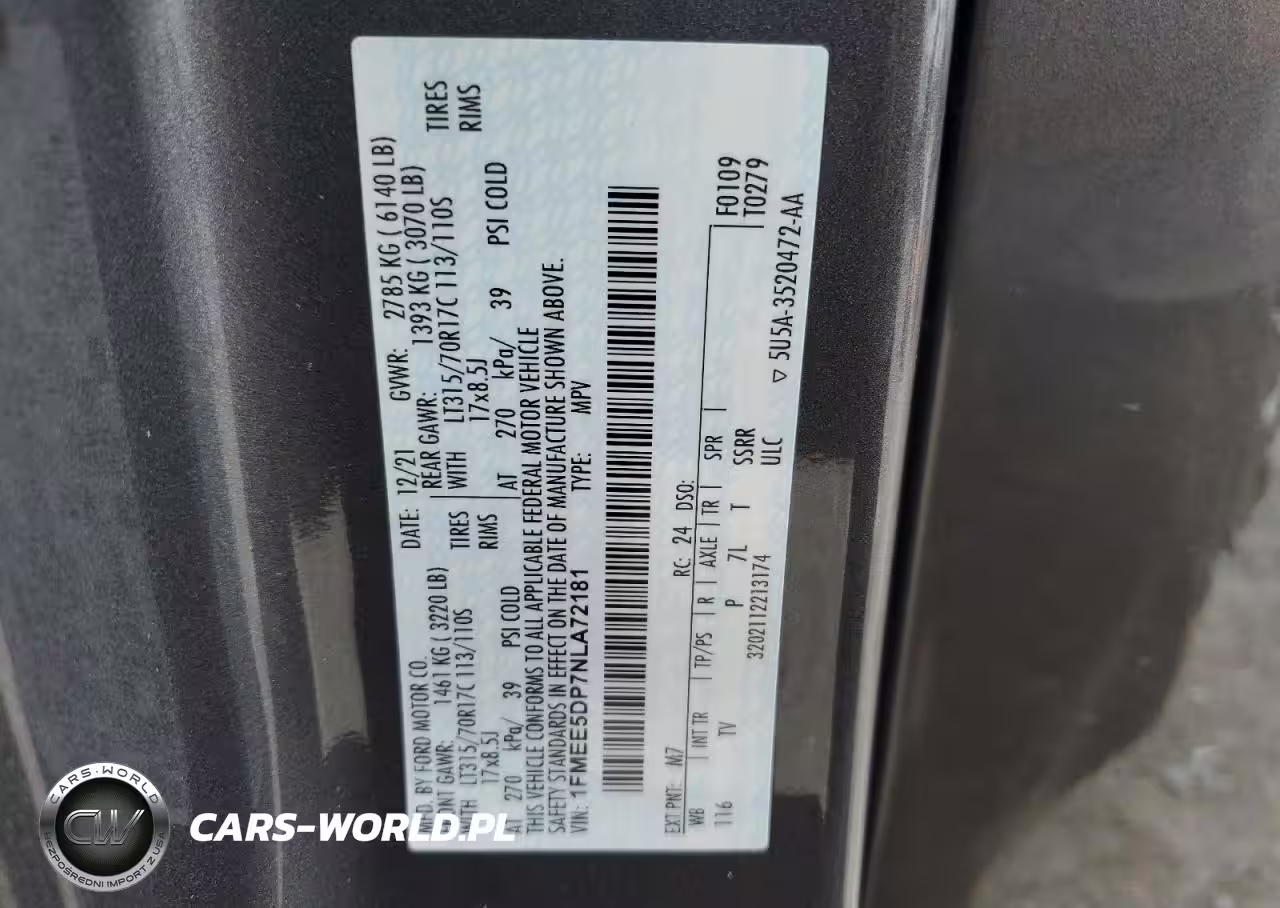 MFD. BY FORD MOTOR CO.
DATE: 12/21 GVWR: 2785 KG ( 6140 LB)
FRONT GAWR: 1461 KG ( 3220 LB) REAR GAWR: 1393 KG ( 3070 LB)
WITH LT315/70R17C 113/110S TIRES WITH LT315/70R17C 113/110S TIRES
17x8.5J RIMS 17x8.5J RIMS
AT 270 kPa/ 39 PSI COLD AT 270 kPa/ 39 PSI COLD
THIS VEHICLE CONFORMS TO ALL APPLICABLE FEDERAL MOTOR VEHICLE
SAFETY STANDARDS IN EFFECT ON THE DATE OF MANUFACTURE SHOWN ABOVE.
VIN: 1FMEE5DP7NLA72181 TYPE: MPV
EXT PNT: M7 RC: 24 DSO:
WB INT TR TP/PS R AXLE TR SPR F0109
116 TV P 7L T SSRR T0279
3202112213174 ULC
5U5A-3520472-AA
CARS-WORLD
CW
BEZPOŚREDNI IMPORT Z USA
CARS-WORLD.PL